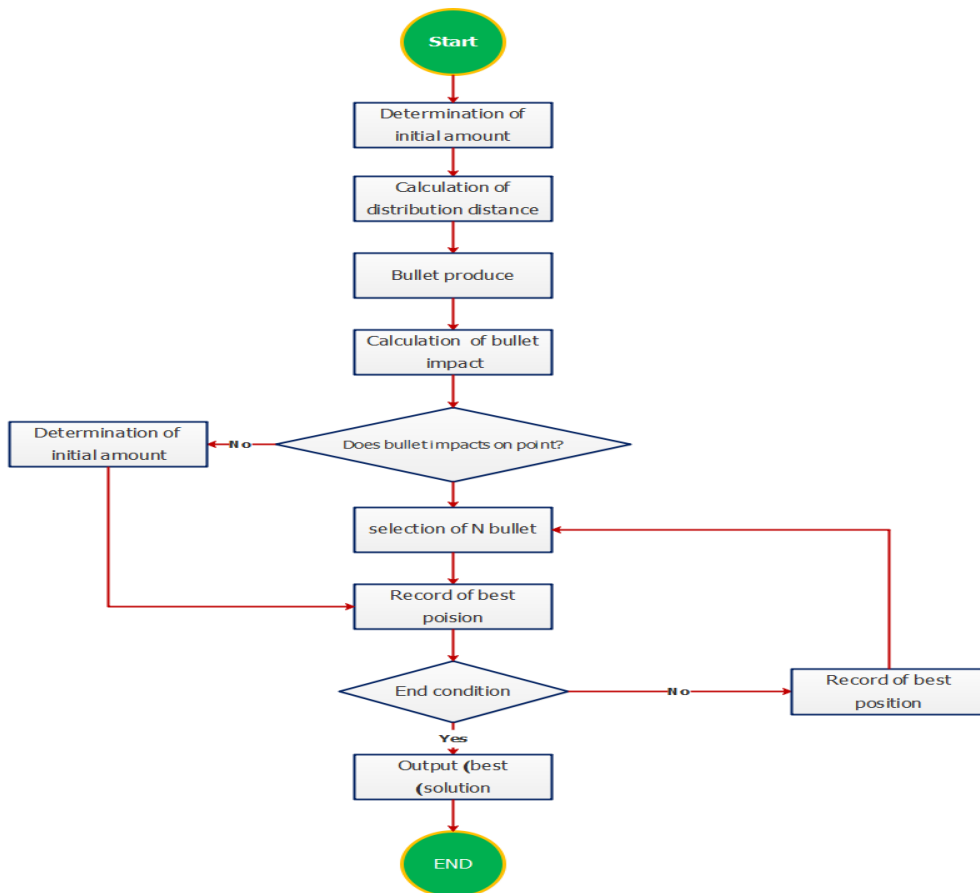 Start
Determination of
initial amount
Calculation of
distribution distance
Bullet produce
Calculation of bullet
impact
Does bullet impacts on point?
No
Determination of
initial amount
selection of N bullet
Record of best
poision
End condition
No
Record of best
position
Yes
Output (best
(solution
END